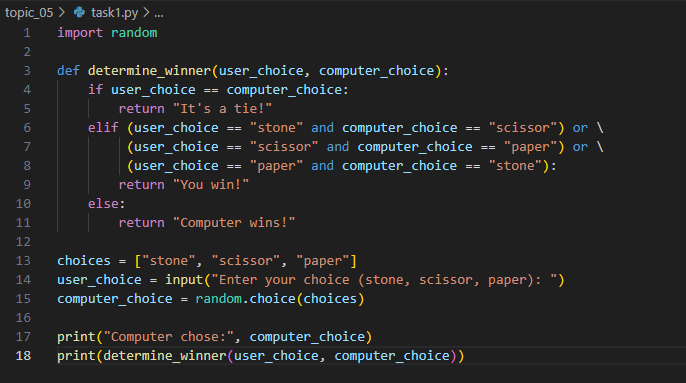 topic_05 > task1.py > ...
1 import random
2
3 def determine_winner(user_choice, computer_choice):
4     if user_choice == computer_choice:
5         return "It's a tie!"
6     elif (user_choice == "stone" and computer_choice == "scissor") or \
7          (user_choice == "scissor" and computer_choice == "paper") or \
8          (user_choice == "paper" and computer_choice == "stone"):
9         return "You win!"
10     else:
11         return "Computer wins!"
12
13 choices = ["stone", "scissor", "paper"]
14 user_choice = input("Enter your choice (stone, scissor, paper): ")
15 computer_choice = random.choice(choices)
16
17 print("Computer chose:", computer_choice)
18 print(determine_winner(user_choice, computer_choice))